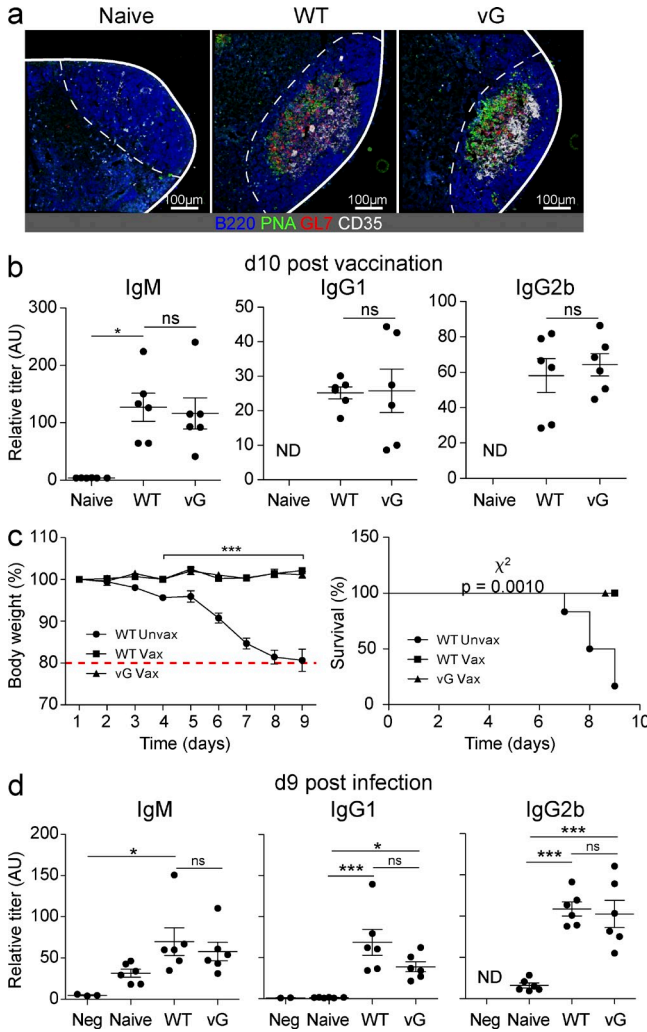 a Naive WT vG
100µm 100µm 100µm
B220 PNA GL7 CD35
b d10 post vaccination
IgM IgG1 IgG2b
Relative titer (AU)
300
200
100
0
* ns
Naive WT vG
50
40
30
20
10
0
ns
ND
Naive WT vG
100
80
60
40
20
0
ns
ND
Naive WT vG
c
Body weight (%)
110
100
90
80
70
***
WT Unvax
WT Vax
vG Vax
1 2 3 4 5 6 7 8 9
Time (days)
Survival (%)
150
100
50
0
χ²
p = 0.0010
WT Unvax
WT Vax
vG Vax
0 2 4 6 8 10
Time (days)
d d9 post infection
IgM IgG1 IgG2b
Relative titer (AU)
200
150
100
50
0
* ns
Neg Naive WT vG
*
*** ns
Neg Naive WT vG
***
*** ns
ND
Neg Naive WT vG